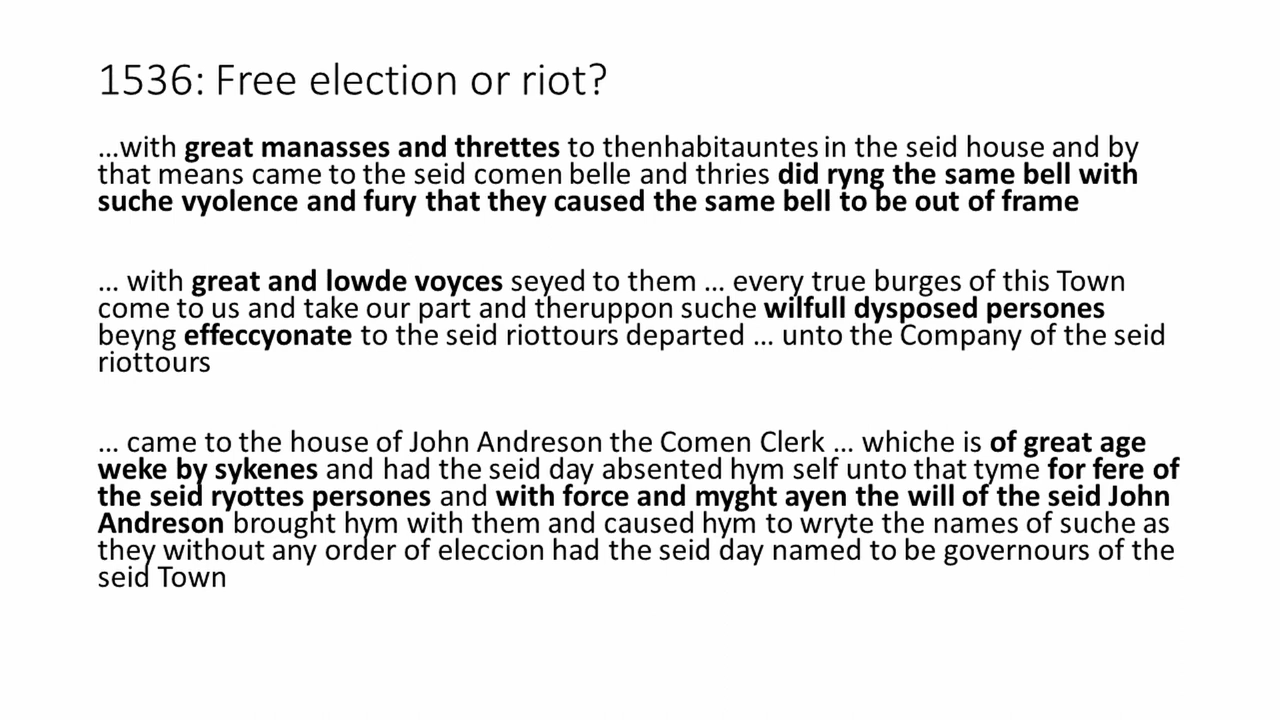 1536: Free election or riot?
…with great manasses and threttes to thenhabitauntes in the seid house and by
that means came to the seid comen belle and thries did ryng the same bell with
suche vyolence and fury that they caused the same bell to be out of frame
… with great and lowde voyces seyed to them … every true burges of this Town
come to us and take our part and theruppon suche wilfull dysposed persones
beyng effeccyonate to the seid riottours departed … unto the Company of the seid
riottours
… came to the house of John Andreson the Comen Clerk … whiche is of great age
weke by sykenes and had the seid day absented hym self unto that tyme for fere of
the seid ryottes persones and with force and myght ayen the will of the seid John
Andreson brought hym with them and caused hym to wryte the names of suche as
they without any order of eleccion had the seid day named to be governours of the
seid Town